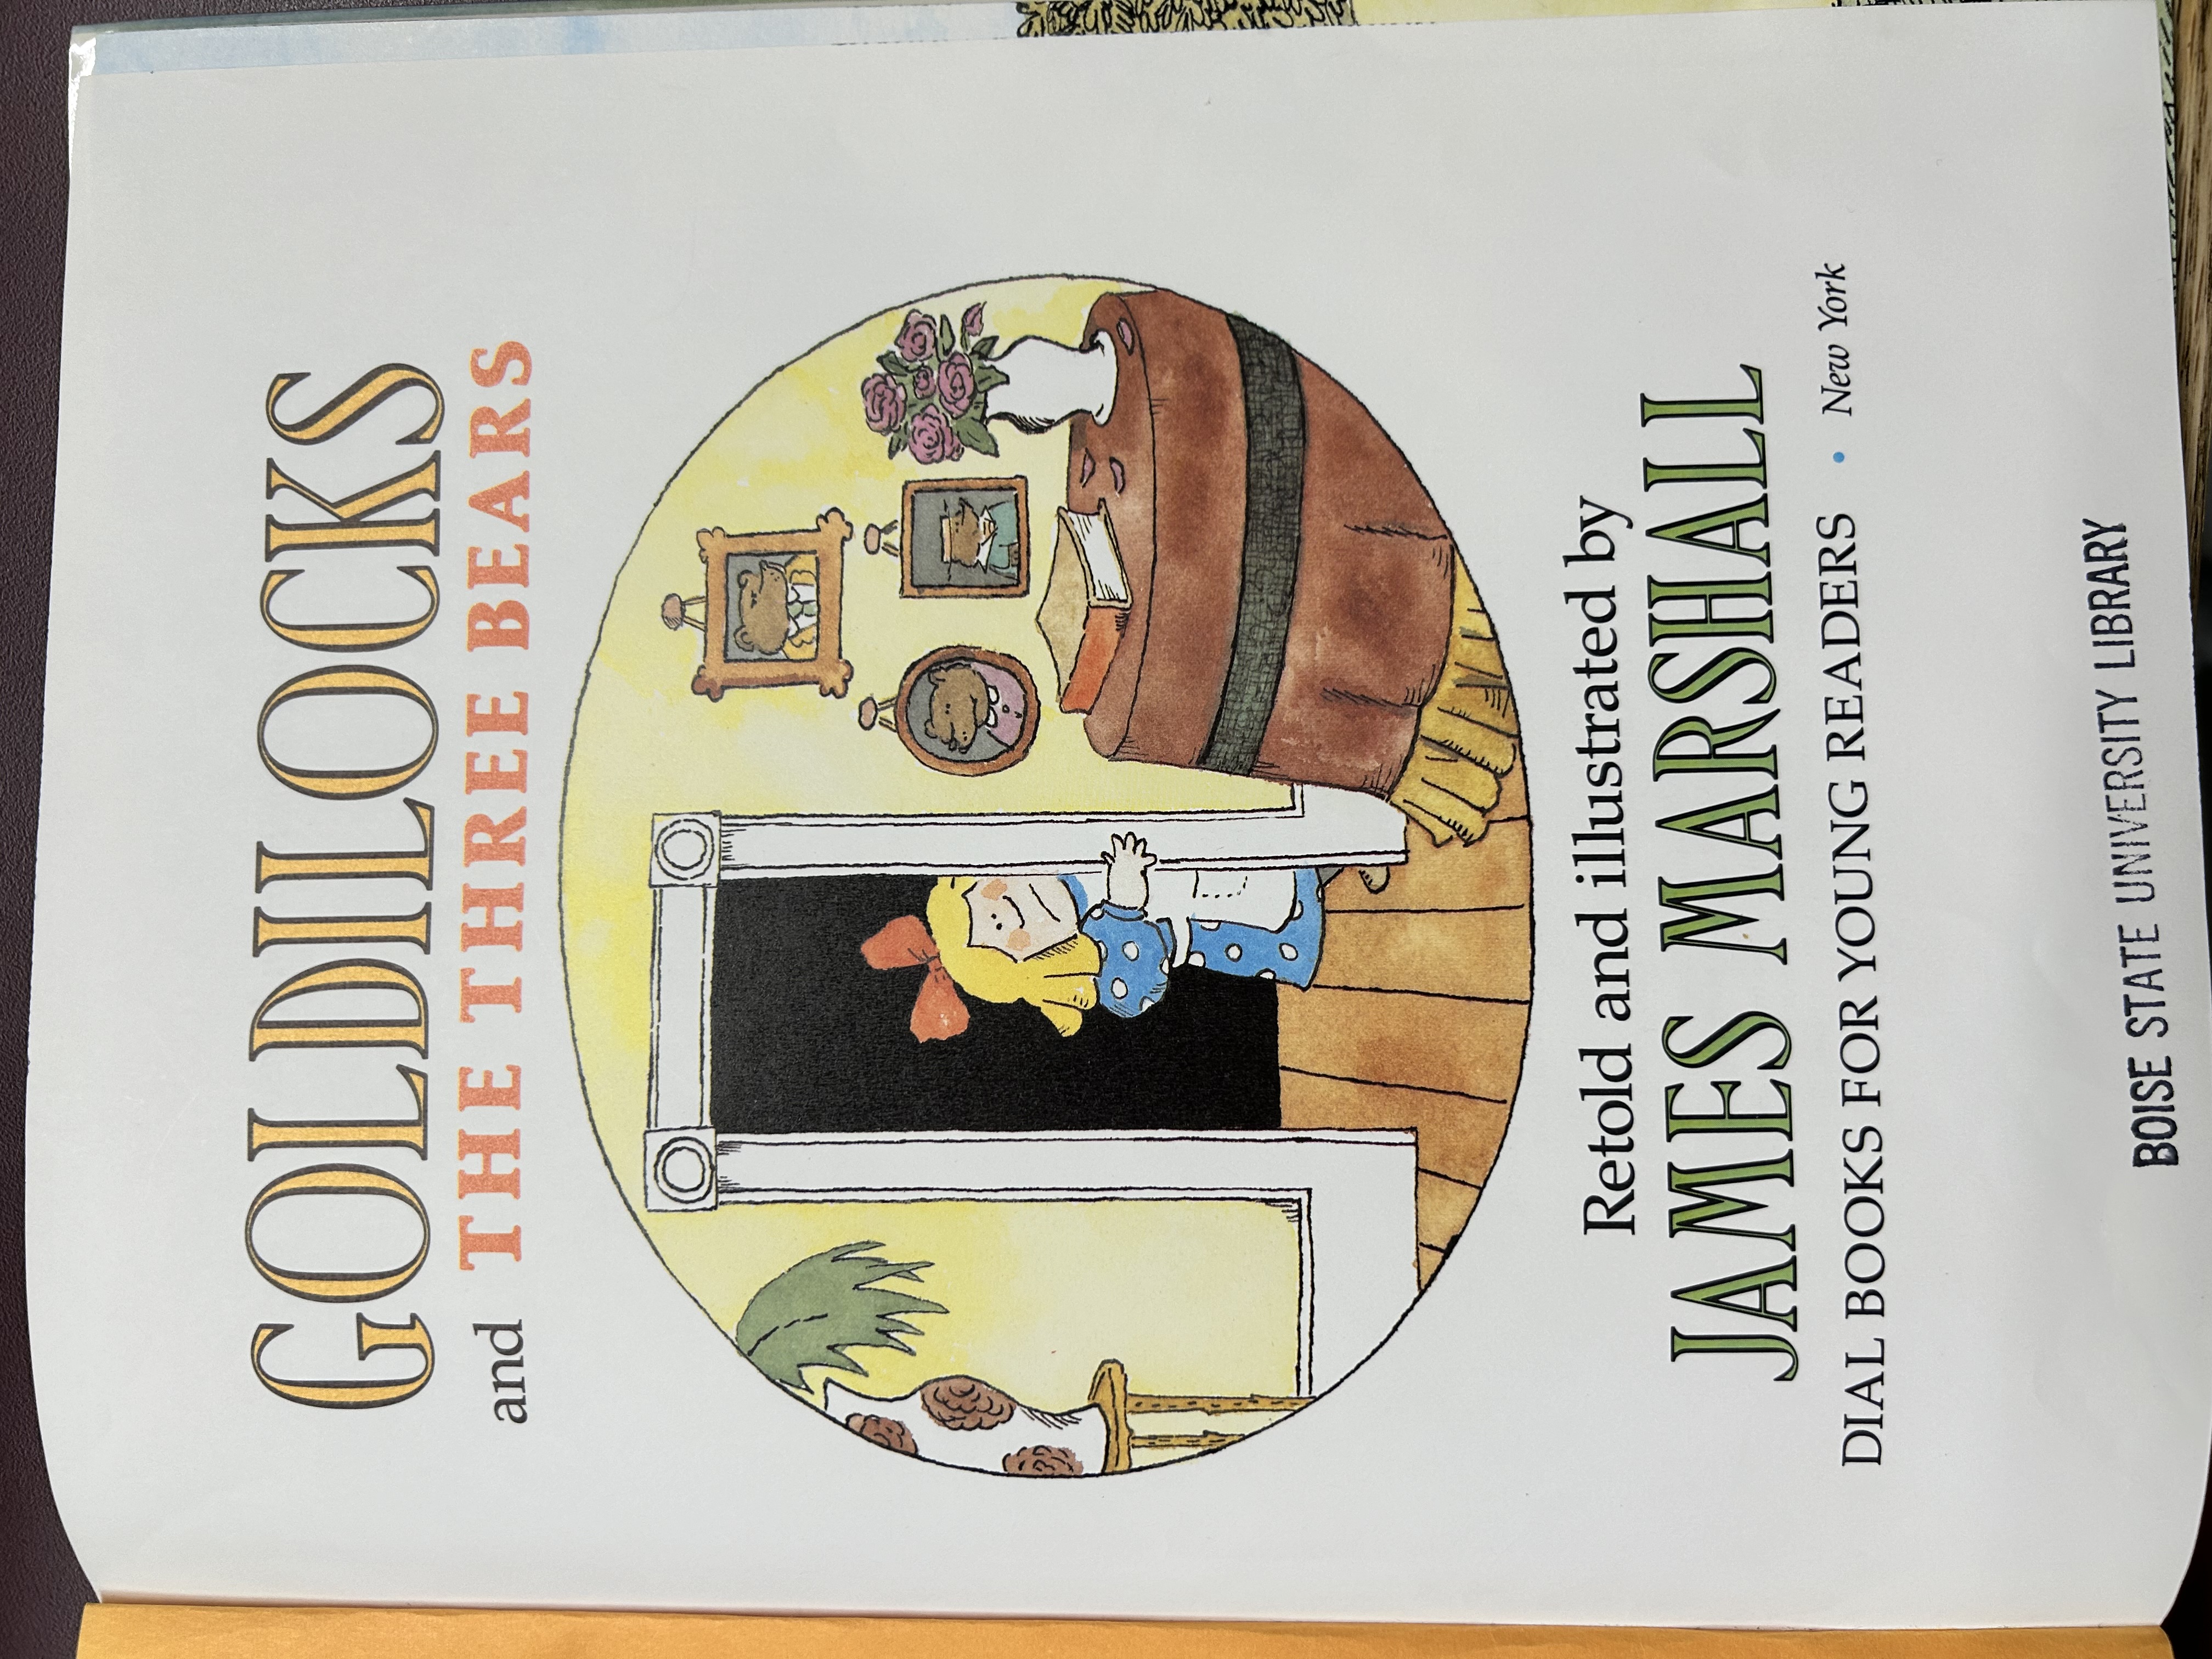 GOLDILOCKS
and THE THREE BEARS
Retold and illustrated by
JAMES MARSHALL
DIAL BOOKS FOR YOUNG READERS • New York
BOISE STATE UNIVERSITY LIBRARY